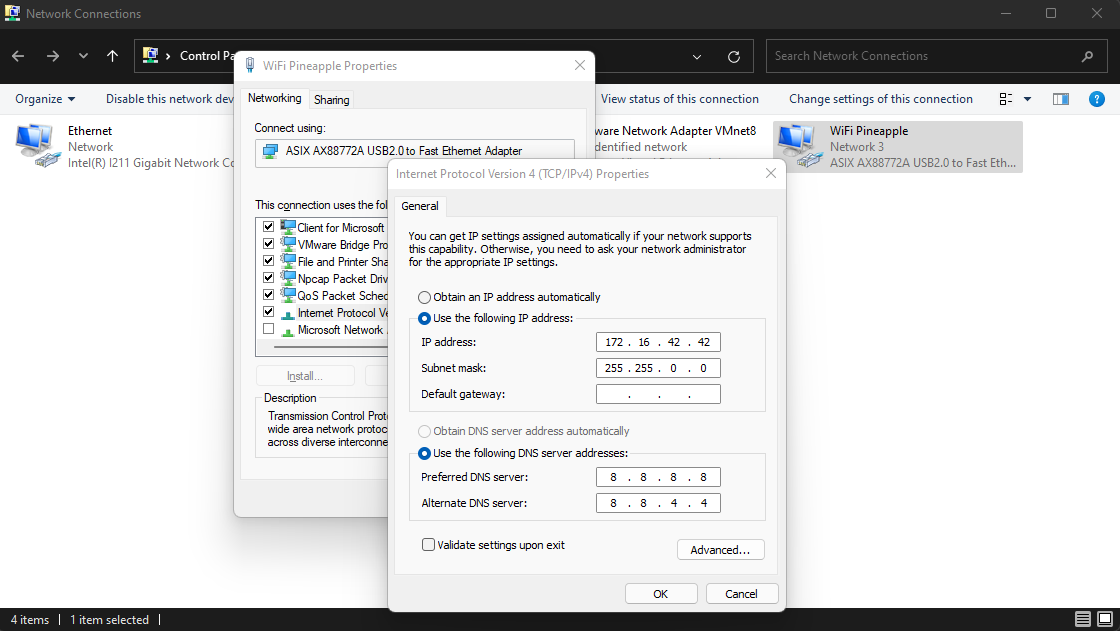 Network Connections
Control Pa
Search Network Connections
Organize
Disable this network dev
View status of this connection
Change settings of this connection
Ethernet
Network
Intel(R) I211 Gigabit Network Co
ware Network Adapter VMnet8
dentified network
WiFi Pineapple
Network 3
ASIX AX88772A USB2.0 to Fast Eth...
WiFi Pineapple Properties
Networking
Sharing
Connect using:
ASIX AX88772A USB2.0 to Fast Ethernet Adapter
This connection uses the fol
Client for Microsoft
VMware Bridge Pro
File and Printer Sha
Npcap Packet Driv
QoS Packet Sched
Internet Protocol Ve
Microsoft Network
Install...
Description
Transmission Control Prot
wide area network protoc
across diverse interconne
Internet Protocol Version 4 (TCP/IPv4) Properties
General
You can get IP settings assigned automatically if your network supports
this capability. Otherwise, you need to ask your network administrator
for the appropriate IP settings.
Obtain an IP address automatically
Use the following IP address:
IP address: 172 . 16 . 42 . 42
Subnet mask: 255 . 255 . 0 . 0
Default gateway: . . .
Obtain DNS server address automatically
Use the following DNS server addresses:
Preferred DNS server: 8 . 8 . 8 . 8
Alternate DNS server: 8 . 8 . 4 . 4
Validate settings upon exit
Advanced...
OK
Cancel
4 items
1 item selected